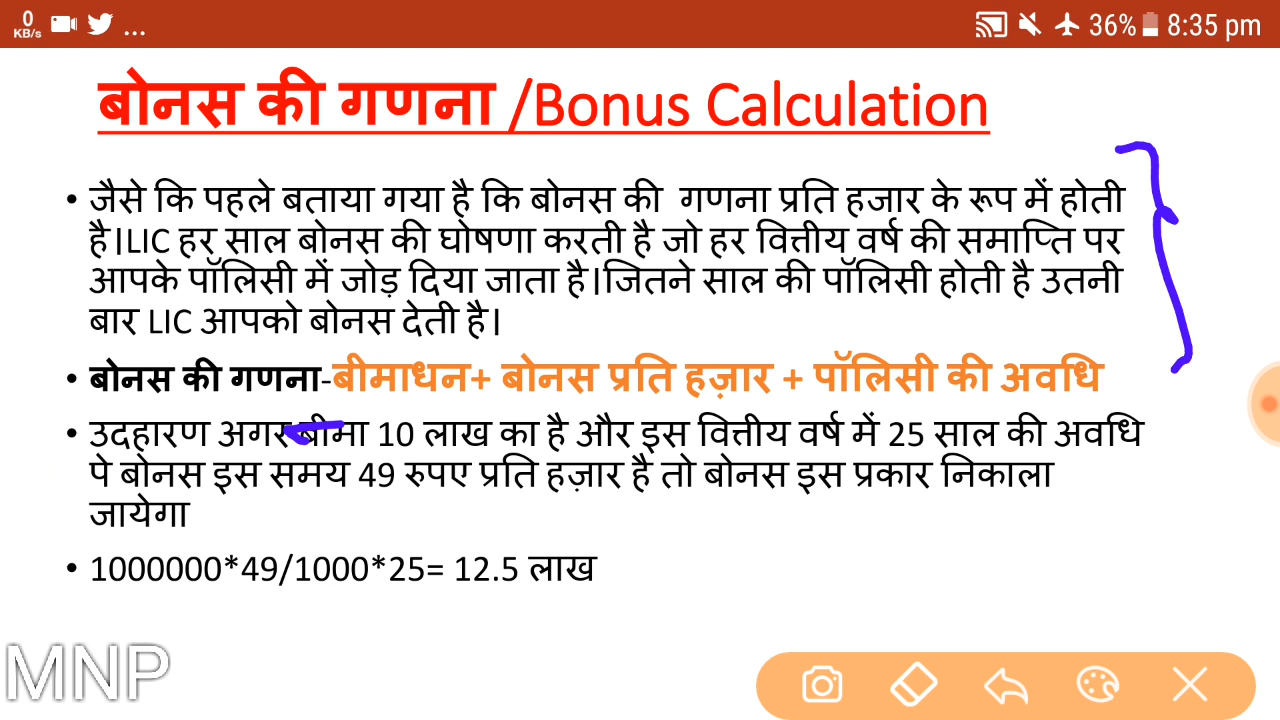 0
KB/s
... 36% 8:35 pm
बोनस की गणना /Bonus Calculation
• जैसे कि पहले बताया गया है कि बोनस की गणना प्रति हजार के रूप में होती
है।LIC हर साल बोनस की घोषणा करती है जो हर वित्तीय वर्ष की समाप्ति पर
आपके पॉलिसी में जोड़ दिया जाता है।जितने साल की पॉलिसी होती है उतनी
बार LIC आपको बोनस देती है।
• बोनस की गणना-बीमाधन+ बोनस प्रति हज़ार + पॉलिसी की अवधि
• उदहारण अगर बीमा 10 लाख का है और इस वित्तीय वर्ष में 25 साल की अवधि
पे बोनस इस समय 49 रुपए प्रति हज़ार है तो बोनस इस प्रकार निकाला
जायेगा
• 1000000*49/1000*25= 12.5 लाख
MNP